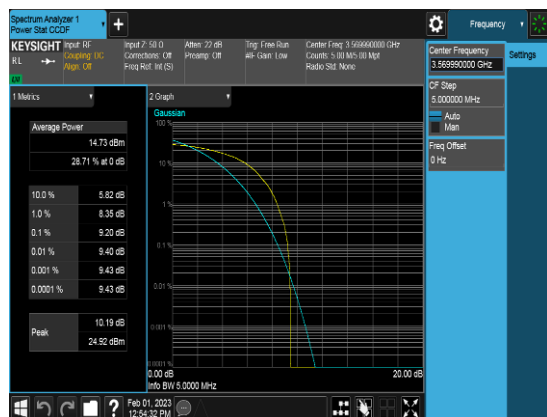 Spectrum Analyzer 1
Power Stat CCDF
Frequency
KEYSIGHT
RL
Input: RF
Coupling: DC
Align: Off
Input Z: 50 Ω
Corrections: Off
Freq Ref: Int (S)
Atten: 22 dB
Preamp: Off
Trig: Free Run
#IF Gain: Low
Center Freq: 3.569990000 GHz
Counts: 5.00 M/5.00 Mpt
Radio Std: None
Center Frequency
3.569990000 GHz
Settings
CF Step
5.000000 MHz
Auto
Man
Freq Offset
0 Hz
1 Metrics
Average Power
14.73 dBm
28.71 % at 0 dB
10.0 % 5.82 dB
1.0 % 8.35 dB
0.1 % 9.20 dB
0.01 % 9.40 dB
0.001 % 9.43 dB
0.0001 % 9.43 dB
Peak
10.19 dB
24.92 dBm
2 Graph
Gaussian
100 %
10 %
1 %
0.1 %
0.01 %
0.001 %
0.0001 %
0.00 dB 20.00 dB
Info BW 5.0000 MHz
Feb 01, 2023
12:54:32 PM